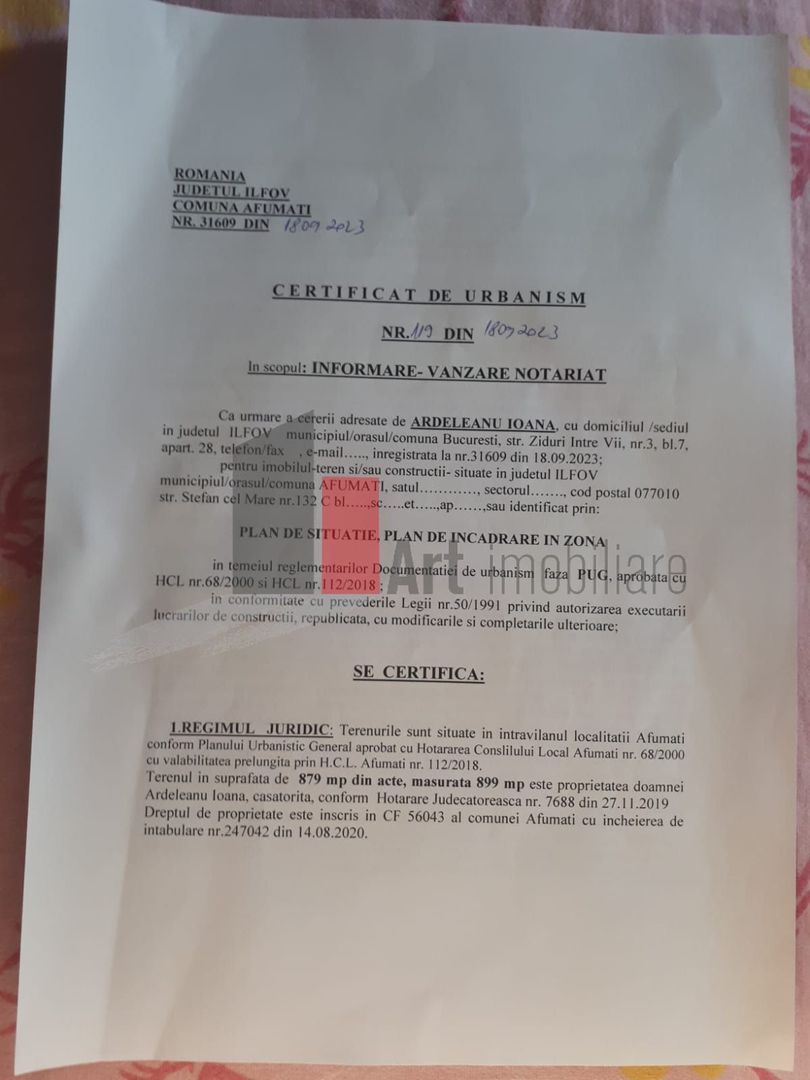 ROMANIA
JUDETUL ILFOV
COMUNA AFUMATI
NR. 31609 DIN 18 09 2023
CERTIFICAT DE URBANISM
NR. 119 DIN 18 09 2023
In scopul: INFORMARE- VANZARE NOTARIAT
Ca urmare a cererii adresate de ARDELEANU IOANA, cu domiciliul /sediul
in judetul ILFOV municipiul/orasul/comuna Bucuresti, str. Ziduri Intre Vii, nr.3, bl.7,
apart. 28, telefon/fax , e-mail....., inregistrata la nr.31609 din 18.09.2023;
pentru imobilul-teren si/sau constructii- situate in judetul ILFOV
municipiul/orasul/comuna AFUMATI, satul............, sectorul......., cod postal 077010
str. Stefan cel Mare nr.132 C bl.....,sc.....et.....,ap......,sau identificat prin:
PLAN DE SITUATIE, PLAN DE INCADRARE IN ZONA ,
in temeiul reglementarilor Documentatiei de urbanism faza PUG, aprobata cu
HCL nr.68/2000 si HCL nr.112/2018 ;
Art imobiliare
in conformitate cu prevederile Legii nr.50/1991 privind autorizarea executarii
lucrarilor de constructii, republicata, cu modificarile si completarile ulterioare;
SE CERTIFICA:
1.REGIMUL JURIDIC: Terenurile sunt situate in intravilanul localitatii Afumati
conform Planului Urbanistic General aprobat cu Hotararea Conslilului Local Afumati nr. 68/2000
cu valabilitatea prelungita prin H.C.L. Afumati nr. 112/2018.
Terenul in suprafata de 879 mp din acte, masurata 899 mp este proprietatea doamnei
Ardeleanu Ioana, casatorita, conform Hotarare Judecatoreasca nr. 7688 din 27.11.2019
Dreptul de proprietate este inscris in CF 56043 al comunei Afumati cu incheierea de
intabulare nr.247042 din 14.08.2020.